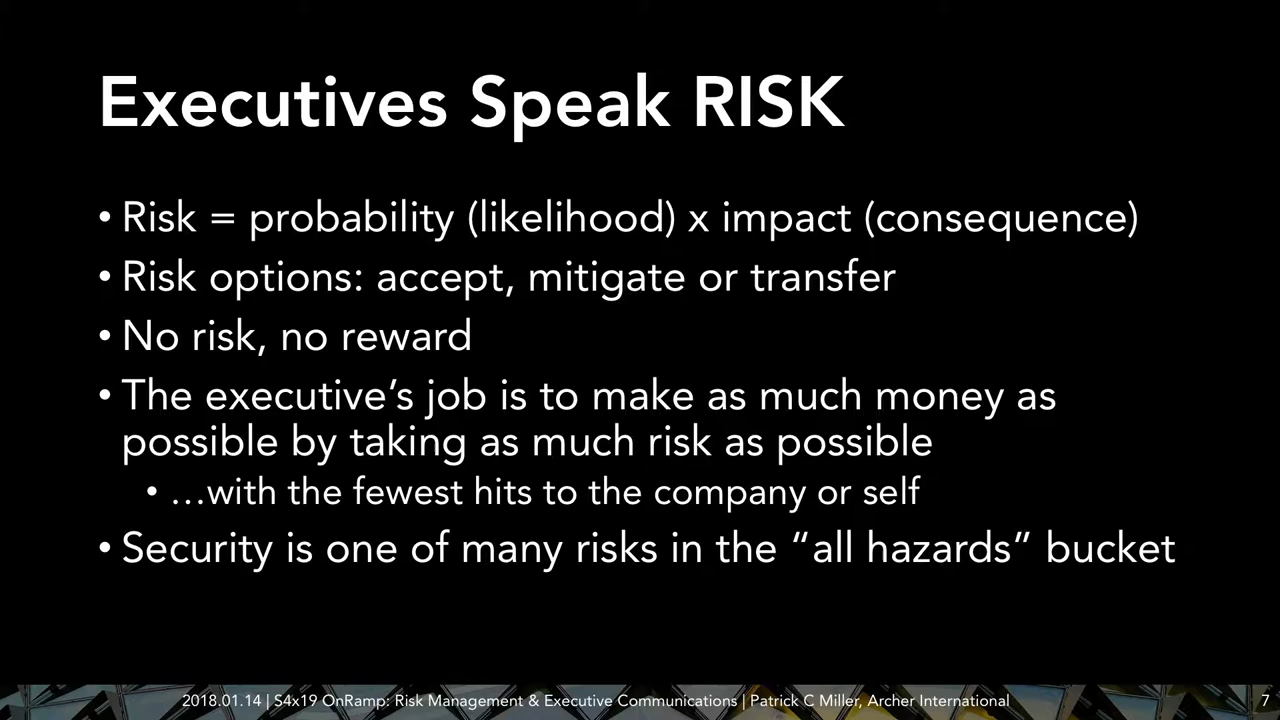 Executives Speak RISK
• Risk = probability (likelihood) x impact (consequence)
• Risk options: accept, mitigate or transfer
• No risk, no reward
• The executive’s job is to make as much money as
possible by taking as much risk as possible
• …with the fewest hits to the company or self
• Security is one of many risks in the “all hazards” bucket
2018.01.14 | S4x19 OnRamp: Risk Management & Executive Communications | Patrick C Miller, Archer International
7